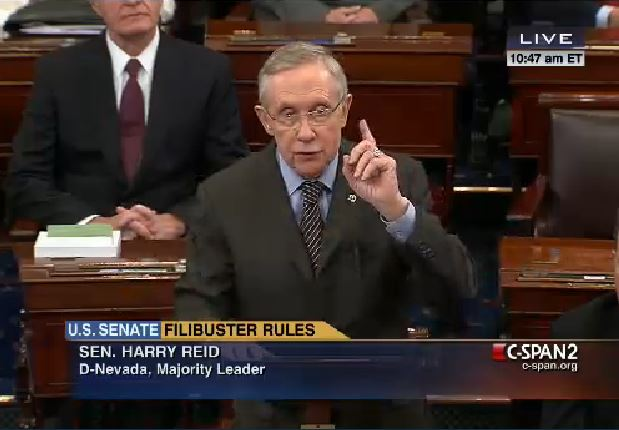 LIVE
10:47 am ET
U.S. SENATE FILIBUSTER RULES
SEN. HARRY REID
D-Nevada, Majority Leader
C-SPAN2
c-span.org